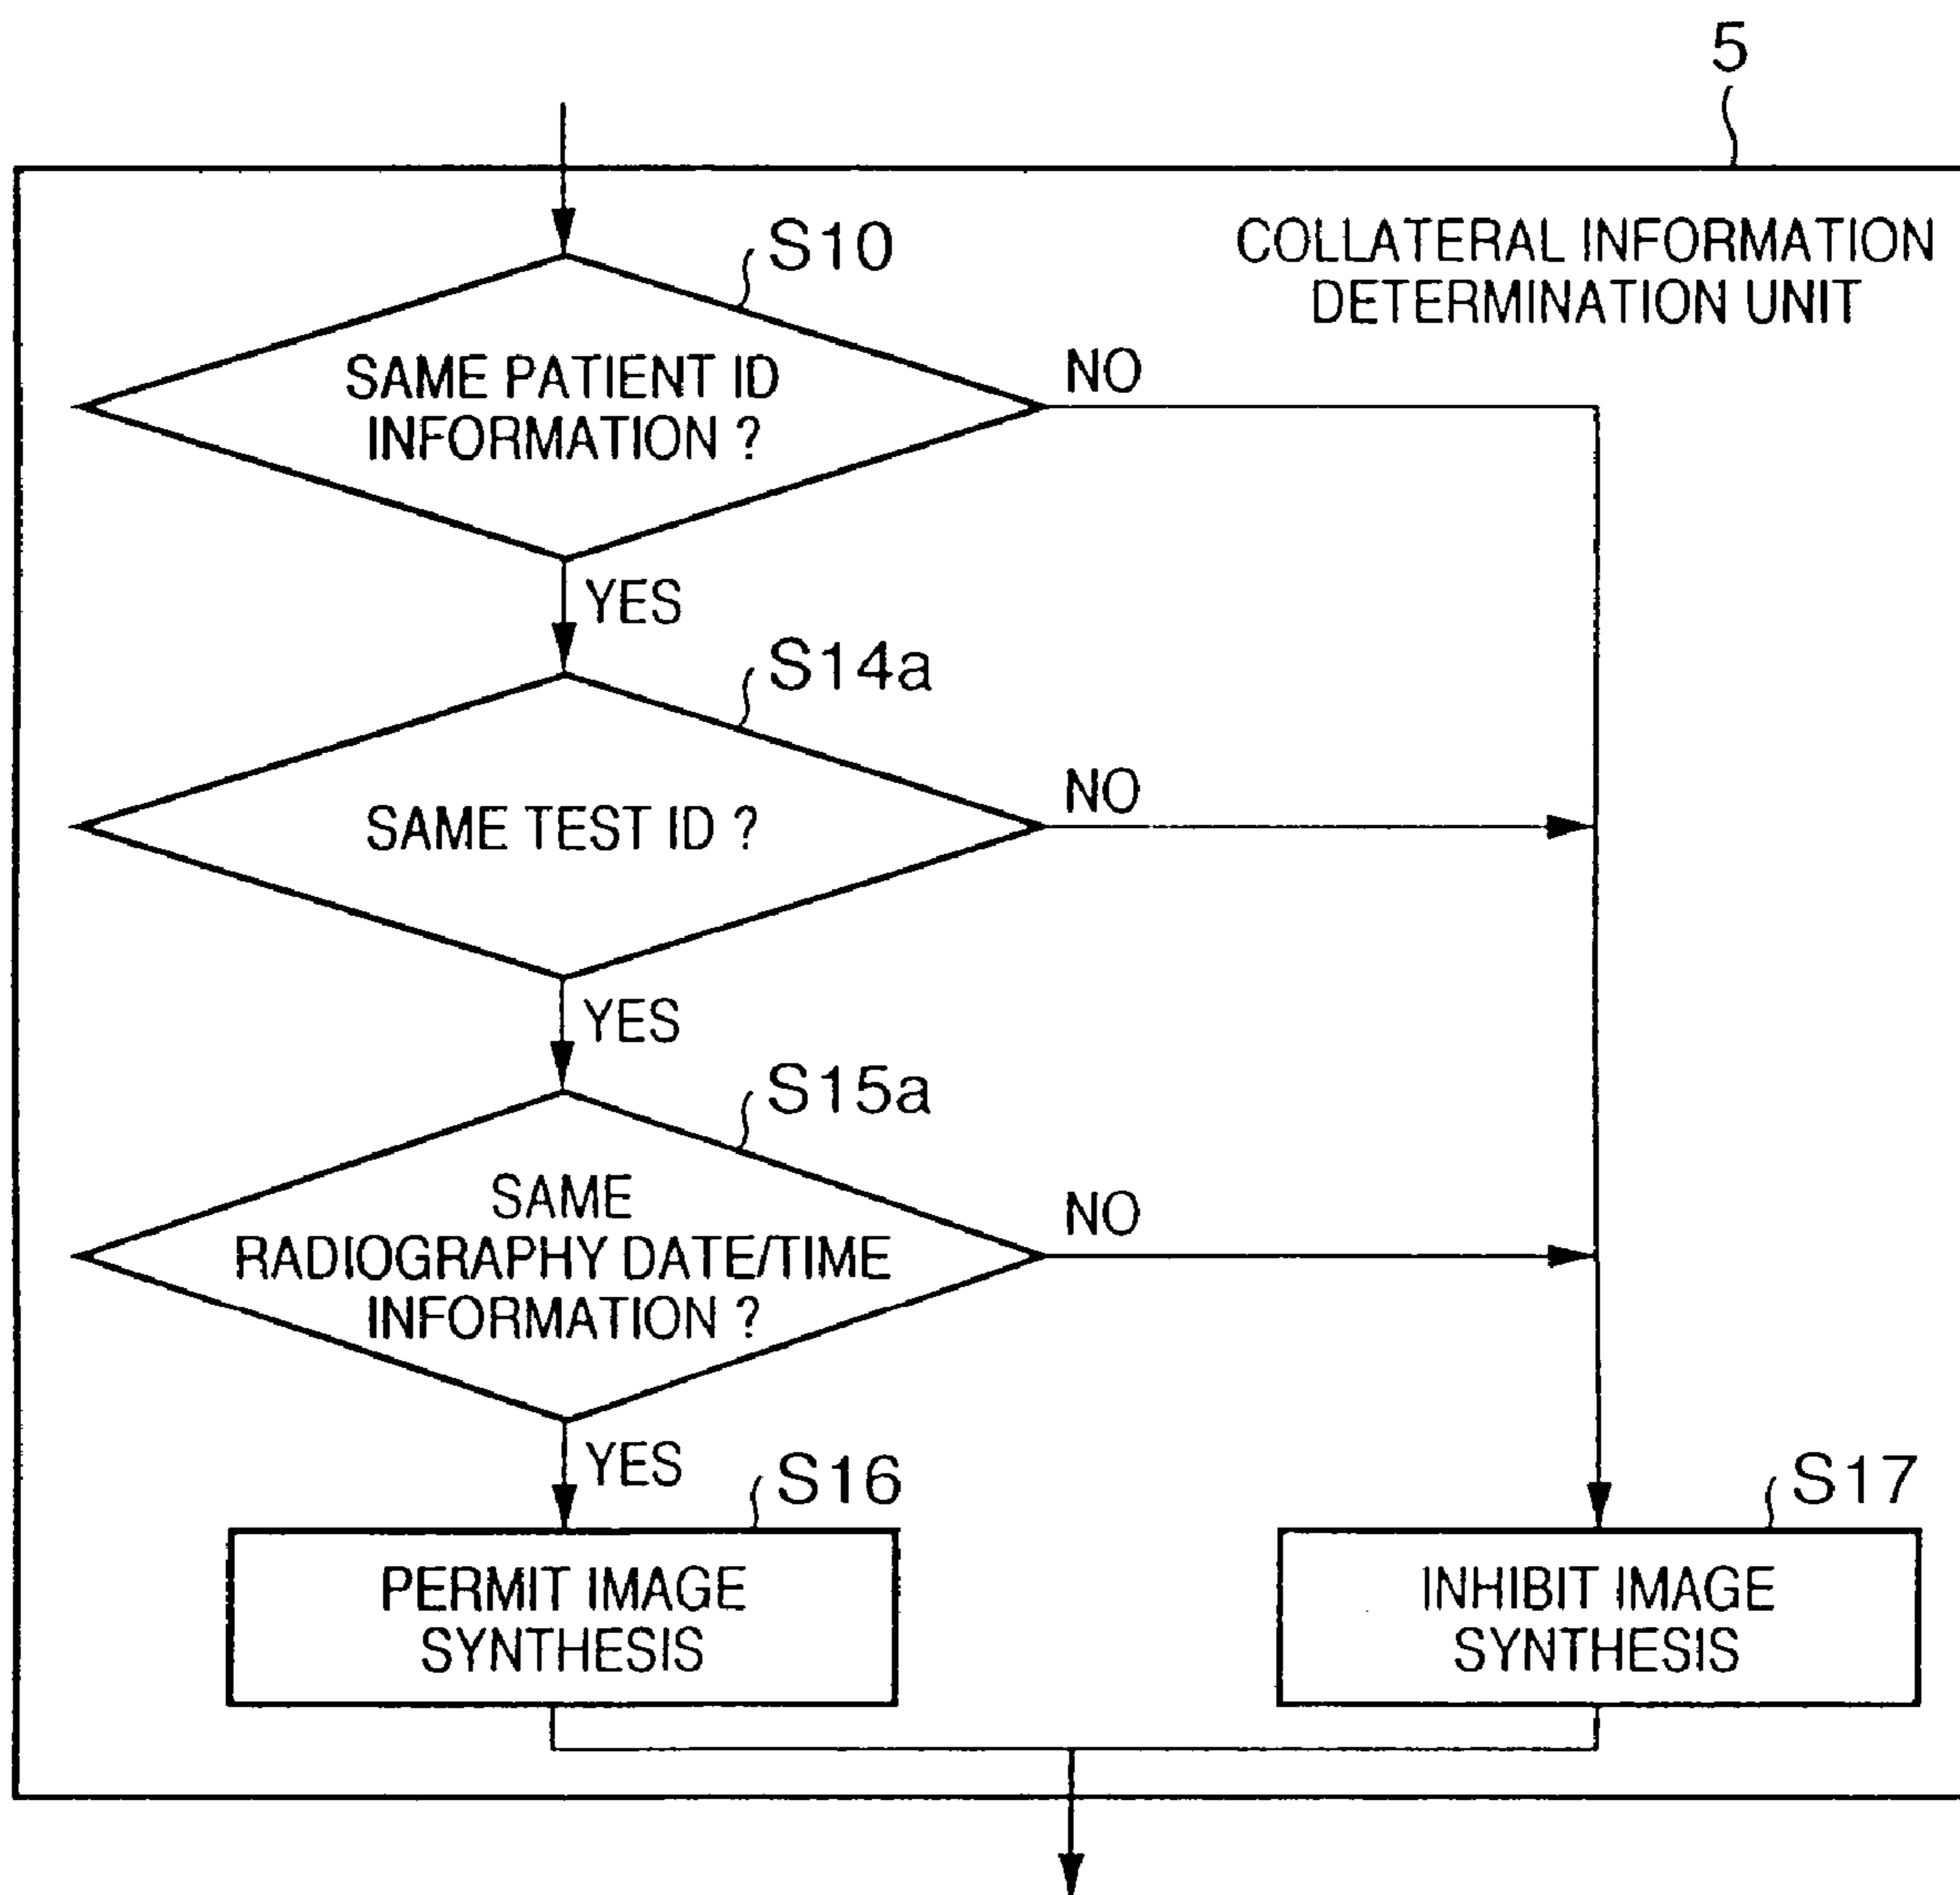 5
COLLATERAL INFORMATION
DETERMINATION UNIT
S10
SAME PATIENT ID
INFORMATION ?
NO
YES
S14a
SAME TEST ID ?
NO
YES
S15a
SAME
RADIOGRAPHY DATE/TIME
INFORMATION ?
NO
YES
S16
PERMIT IMAGE
SYNTHESIS
S17
INHIBIT IMAGE
SYNTHESIS